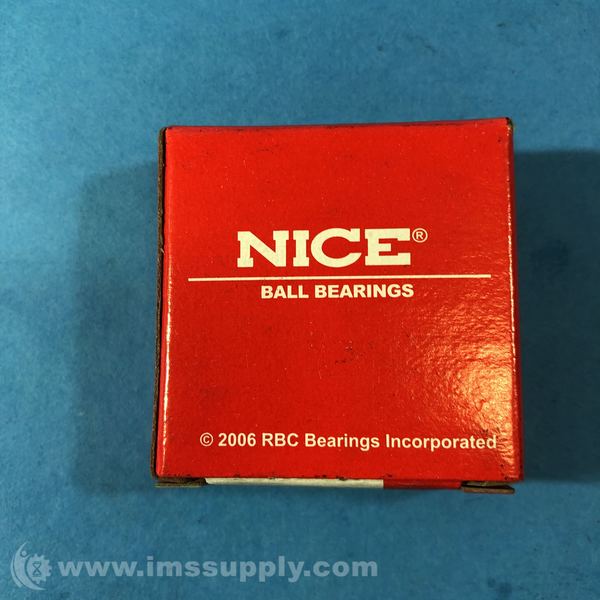 NICE®
BALL BEARINGS
© 2006 RBC Bearings Incorporated
www.imssupply.com